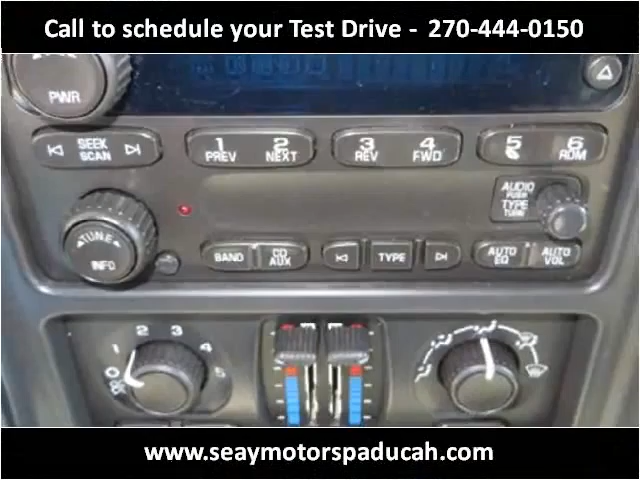 Call to schedule your Test Drive - 270-444-0150
PWR
SEEK
SCAN
1 PREV
2 NEXT
3 REV
4 FWD
5
6 RDM
AUDIO
PUSH
TYPE
TUNE
TUNE
INFO
BAND
CD
AUX
TYPE
AUTO
EQ
AUTO
VOL
0 1 2 3 4 5
www.seaymotorspaducah.com